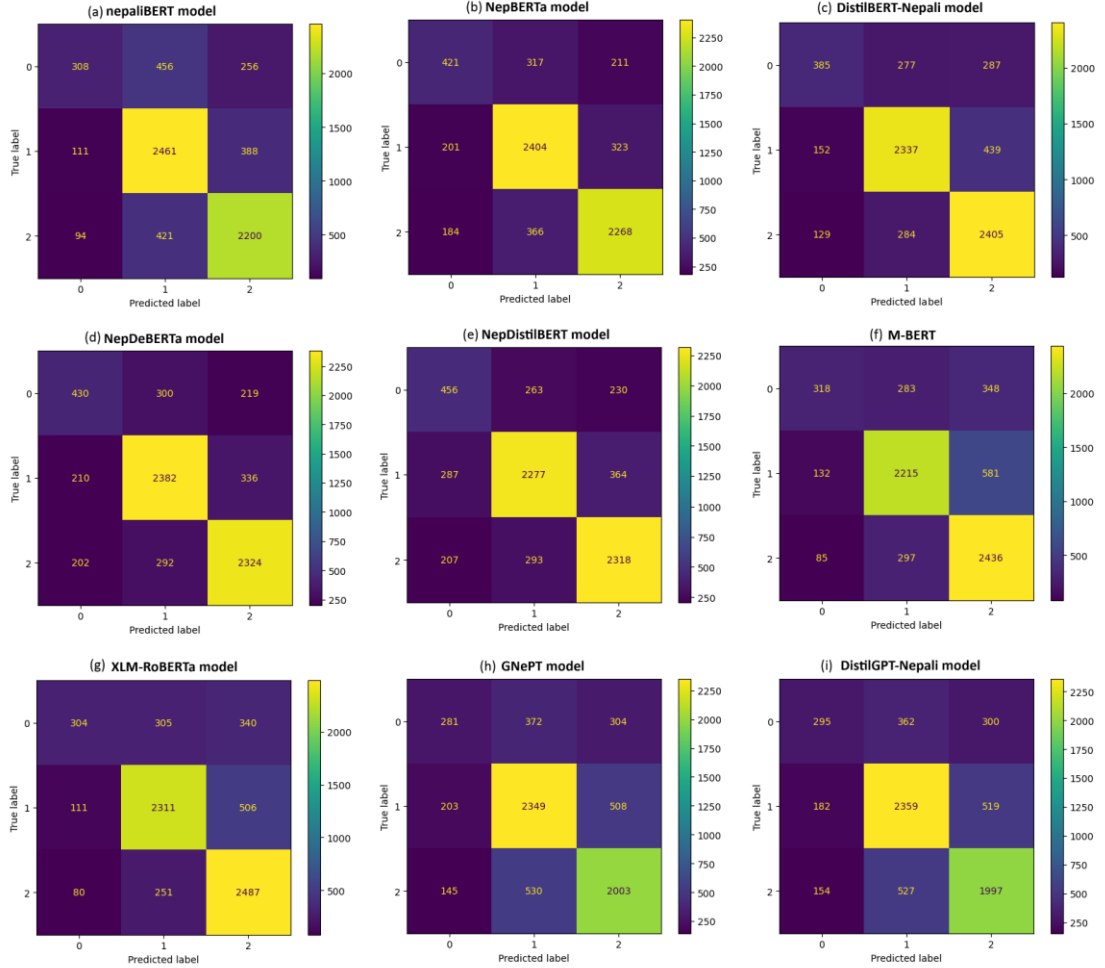 (a) nepaliBERT model
0
308 456 256
1
111 2461 388
2
94 421 2200
0 1 2
True label
Predicted label
2000
1500
1000
500
(b) NepBERTa model
0
421 317 211
1
201 2404 323
2
184 366 2268
0 1 2
True label
Predicted label
2250
2000
1750
1500
1250
1000
750
500
250
(c) DistilBERT-Nepali model
0
385 277 287
1
152 2337 439
2
129 284 2405
0 1 2
True label
Predicted label
2000
1500
1000
500
(d) NepDeBERTa model
0
430 300 219
1
210 2382 336
2
202 292 2324
0 1 2
True label
Predicted label
2250
2000
1750
1500
1250
1000
750
500
250
(e) NepDistilBERT model
0
456 263 230
1
287 2277 364
2
207 293 2318
0 1 2
True label
Predicted label
2250
2000
1750
1500
1250
1000
750
500
250
(f) M-BERT
0
318 283 348
1
132 2215 581
2
85 297 2436
0 1 2
True label
Predicted label
2000
1500
1000
500
(g) XLM-RoBERTa model
0
304 305 340
1
111 2311 506
2
80 251 2487
0 1 2
True label
Predicted label
2000
1500
1000
500
(h) GNePT model
0
281 372 304
1
203 2349 508
2
145 530 2003
0 1 2
True label
Predicted label
2250
2000
1750
1500
1250
1000
750
500
250
(i) DistilGPT-Nepali model
0
295 362 300
1
182 2359 519
2
154 527 1997
0 1 2
True label
Predicted label
2250
2000
1750
1500
1250
1000
750
500
250